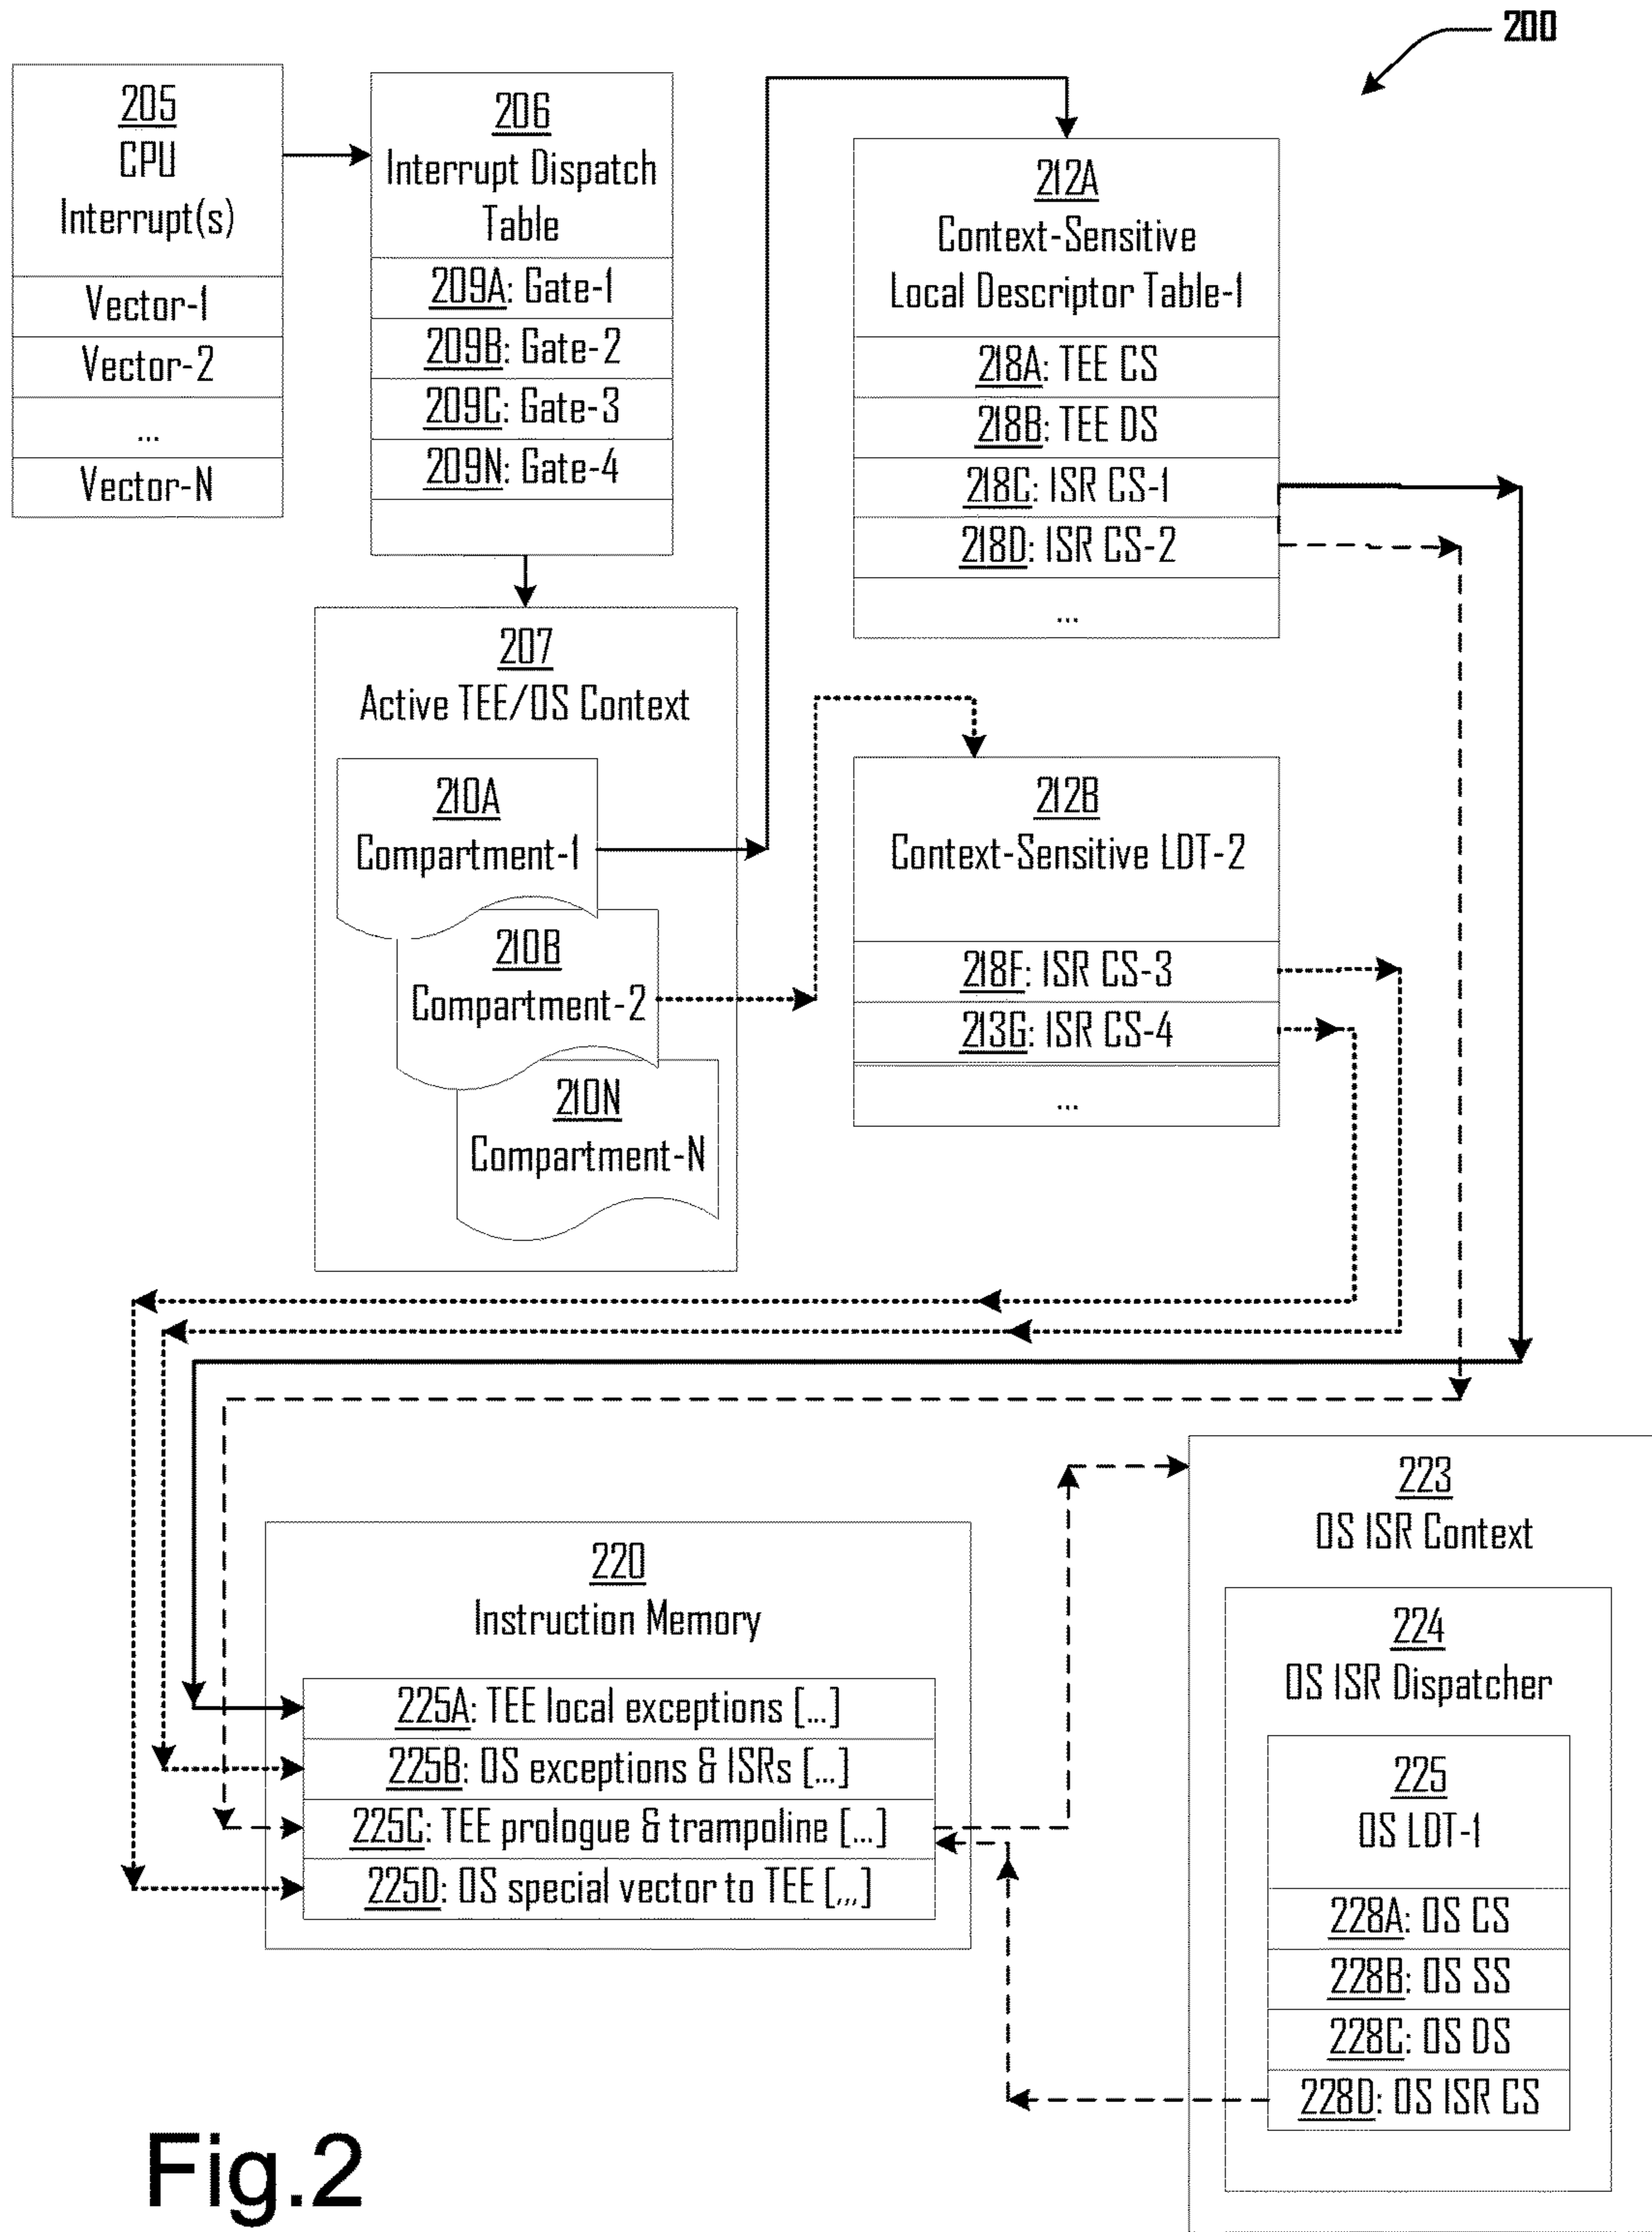 200
205
CPU
Interrupt(s)
Vector-1
Vector-2
...
Vector-N
206
Interrupt Dispatch
Table
209A: Gate-1
209B: Gate-2
209C: Gate-3
209N: Gate-4
212A
Context-Sensitive
Local Descriptor Table-1
218A: TEE CS
218B: TEE DS
218C: ISR CS-1
218D: ISR CS-2
...
207
Active TEE/OS Context
210A
Compartment-1
210B
Compartment-2
210N
Compartment-N
212B
Context-Sensitive LDT-2
218F: ISR CS-3
213G: ISR CS-4
...
220
Instruction Memory
225A: TEE local exceptions [...]
225B: OS exceptions & ISRs [...]
225C: TEE prologue & trampoline [...]
225D: OS special vector to TEE [,,,]
223
OS ISR Context
224
OS ISR Dispatcher
225
OS LDT-1
228A: OS CS
228B: OS SS
228C: OS DS
228D: OS ISR CS
Fig.2